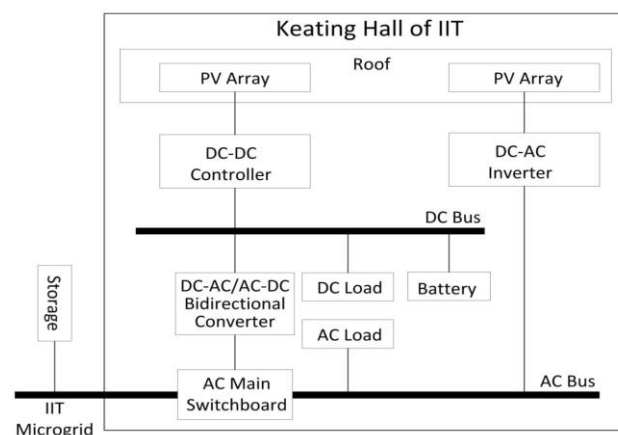 Keating Hall of IIT
Roof
PV Array
PV Array
DC-DC
Controller
DC-AC
Inverter
DC Bus
Storage
DC-AC/AC-DC
Bidirectional
Converter
DC Load
Battery
AC Load
AC Main
Switchboard
AC Bus
IIT
Microgrid